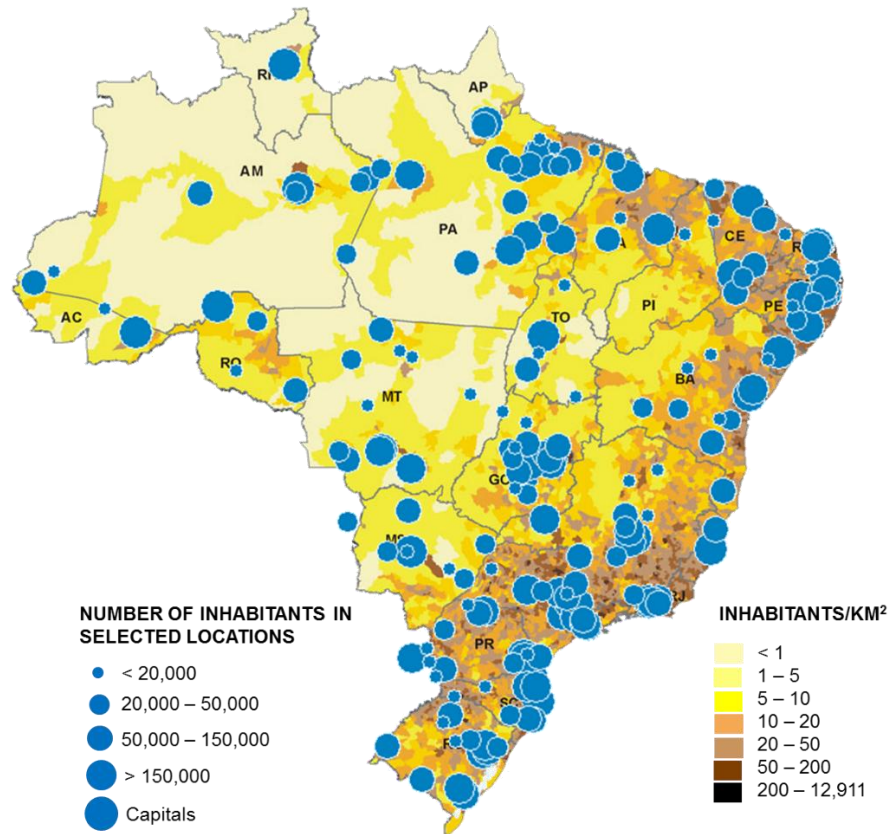 AP
AM
PA
CE
AC
TO
PI
PE
RO
BA
MT
GO
MS
RJ
PR
NUMBER OF INHABITANTS IN
SELECTED LOCATIONS
< 20,000
20,000 – 50,000
50,000 – 150,000
> 150,000
Capitals
INHABITANTS/KM²
< 1
1 – 5
5 – 10
10 – 20
20 – 50
50 – 200
200 – 12,911